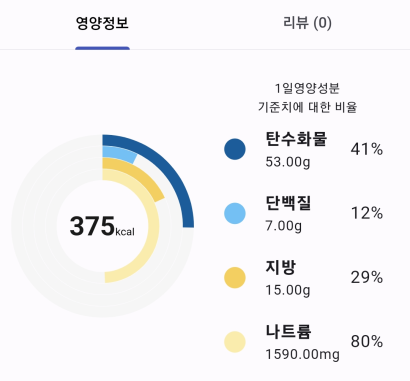 영양정보
리뷰 (0)
1일영양성분
기준치에 대한 비율
탄수화물
53.00g
41%
단백질
7.00g
12%
375kcal
지방
15.00g
29%
나트륨
1590.00mg
80%